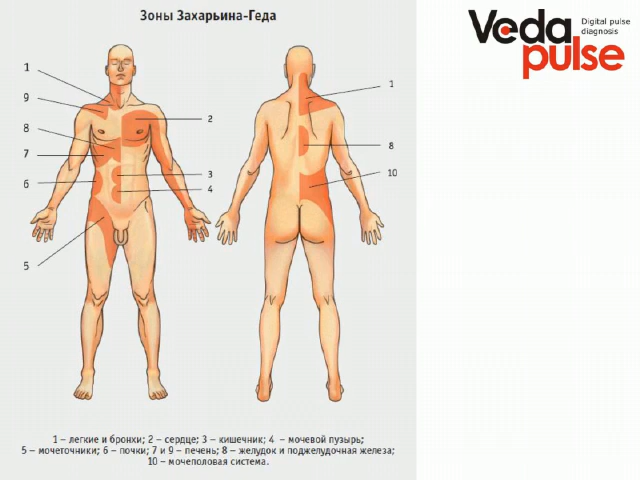 Зоны Захарьина-Геда
Veda
pulse
Digital pulse
diagnosis
1
9
8
7
6
5
2
3
4
1
8
10
1 – легкие и бронхи; 2 – сердце; 3 – кишечник; 4 – мочевой пузырь;
5 – мочеточники; 6 – почки; 7 и 9 – печень; 8 – желудок и поджелудочная железа;
10 – мочеполовая система.